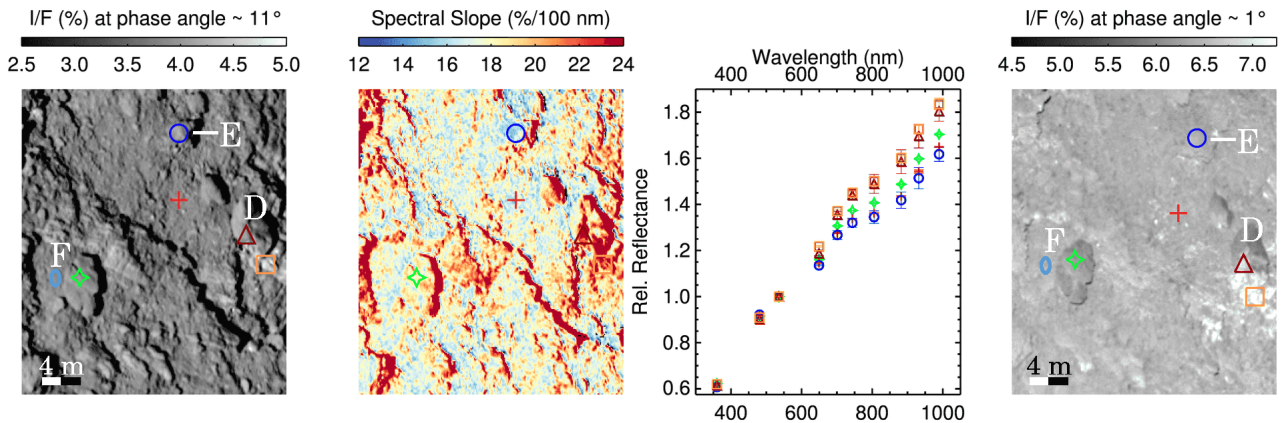 I/F (%) at phase angle ~ 11°
2.5 3.0 3.5 4.0 4.5 5.0
E
D
F
4 m
Spectral Slope (%/100 nm)
12 14 16 18 20 22 24
Wavelength (nm)
400 600 800 1000
Rel. Reflectance
1.8
1.6
1.4
1.2
1.0
0.8
0.6
400 600 800 1000
I/F (%) at phase angle ~ 1°
4.5 5.0 5.5 6.0 6.5 7.0
E
D
F
4 m